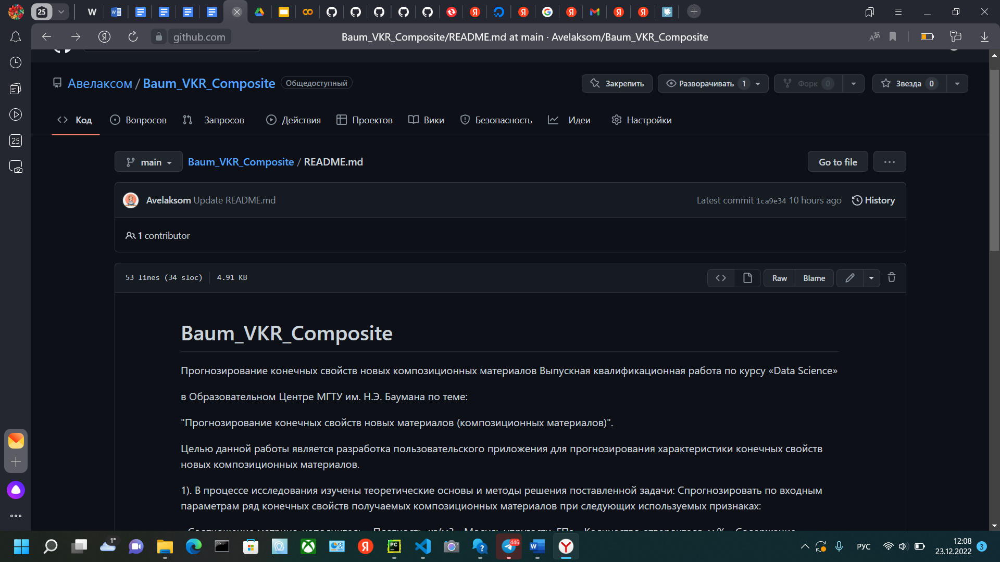 25
W
github.com
Baum_VKR_Composite/README.md at main · Avelaksom/Baum_VKR_Composite
Авелаксом / Baum_VKR_Composite Общедоступный
Закрепить
Разворачивать 1
Форк 0
Звезда 0
Код
Вопросов
Запросов
Действия
Проектов
Вики
Безопасность
Идеи
Настройки
25
main
Baum_VKR_Composite / README.md
Go to file
Avelaksom Update README.md
Latest commit 1ca9e34 10 hours ago
History
1 contributor
53 lines (34 sloc)
4.91 KB
Raw
Blame
Baum_VKR_Composite
Прогнозирование конечных свойств новых композиционных материалов Выпускная квалификационная работа по курсу «Data Science»
в Образовательном Центре МГТУ им. Н.Э. Баумана по теме:
"Прогнозирование конечных свойств новых материалов (композиционных материалов)".
Целью данной работы является разработка пользовательского приложения для прогнозирования характеристики конечных свойств
новых композиционных материалов.
1). В процессе исследования изучены теоретические основы и методы решения поставленной задачи: Спрогнозировать по входным
параметрам ряд конечных свойств получаемых композиционных материалов при следующих используемых признаках:
1°
446
РУС
12:08
23.12.2022
3